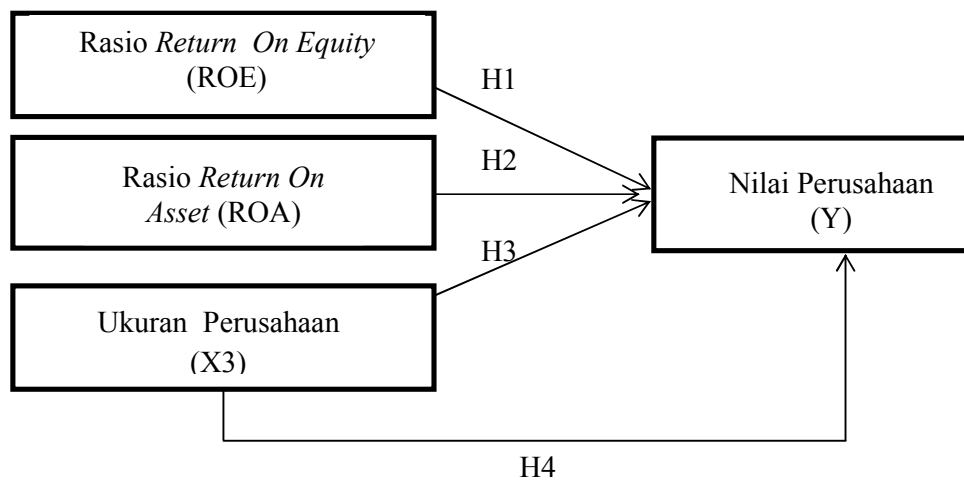 Rasio Return On Equity
(ROE)
H1
Rasio Return On
Asset (ROA)
H2
Nilai Perusahaan
(Y)
H3
Ukuran Perusahaan
(X3)
H4